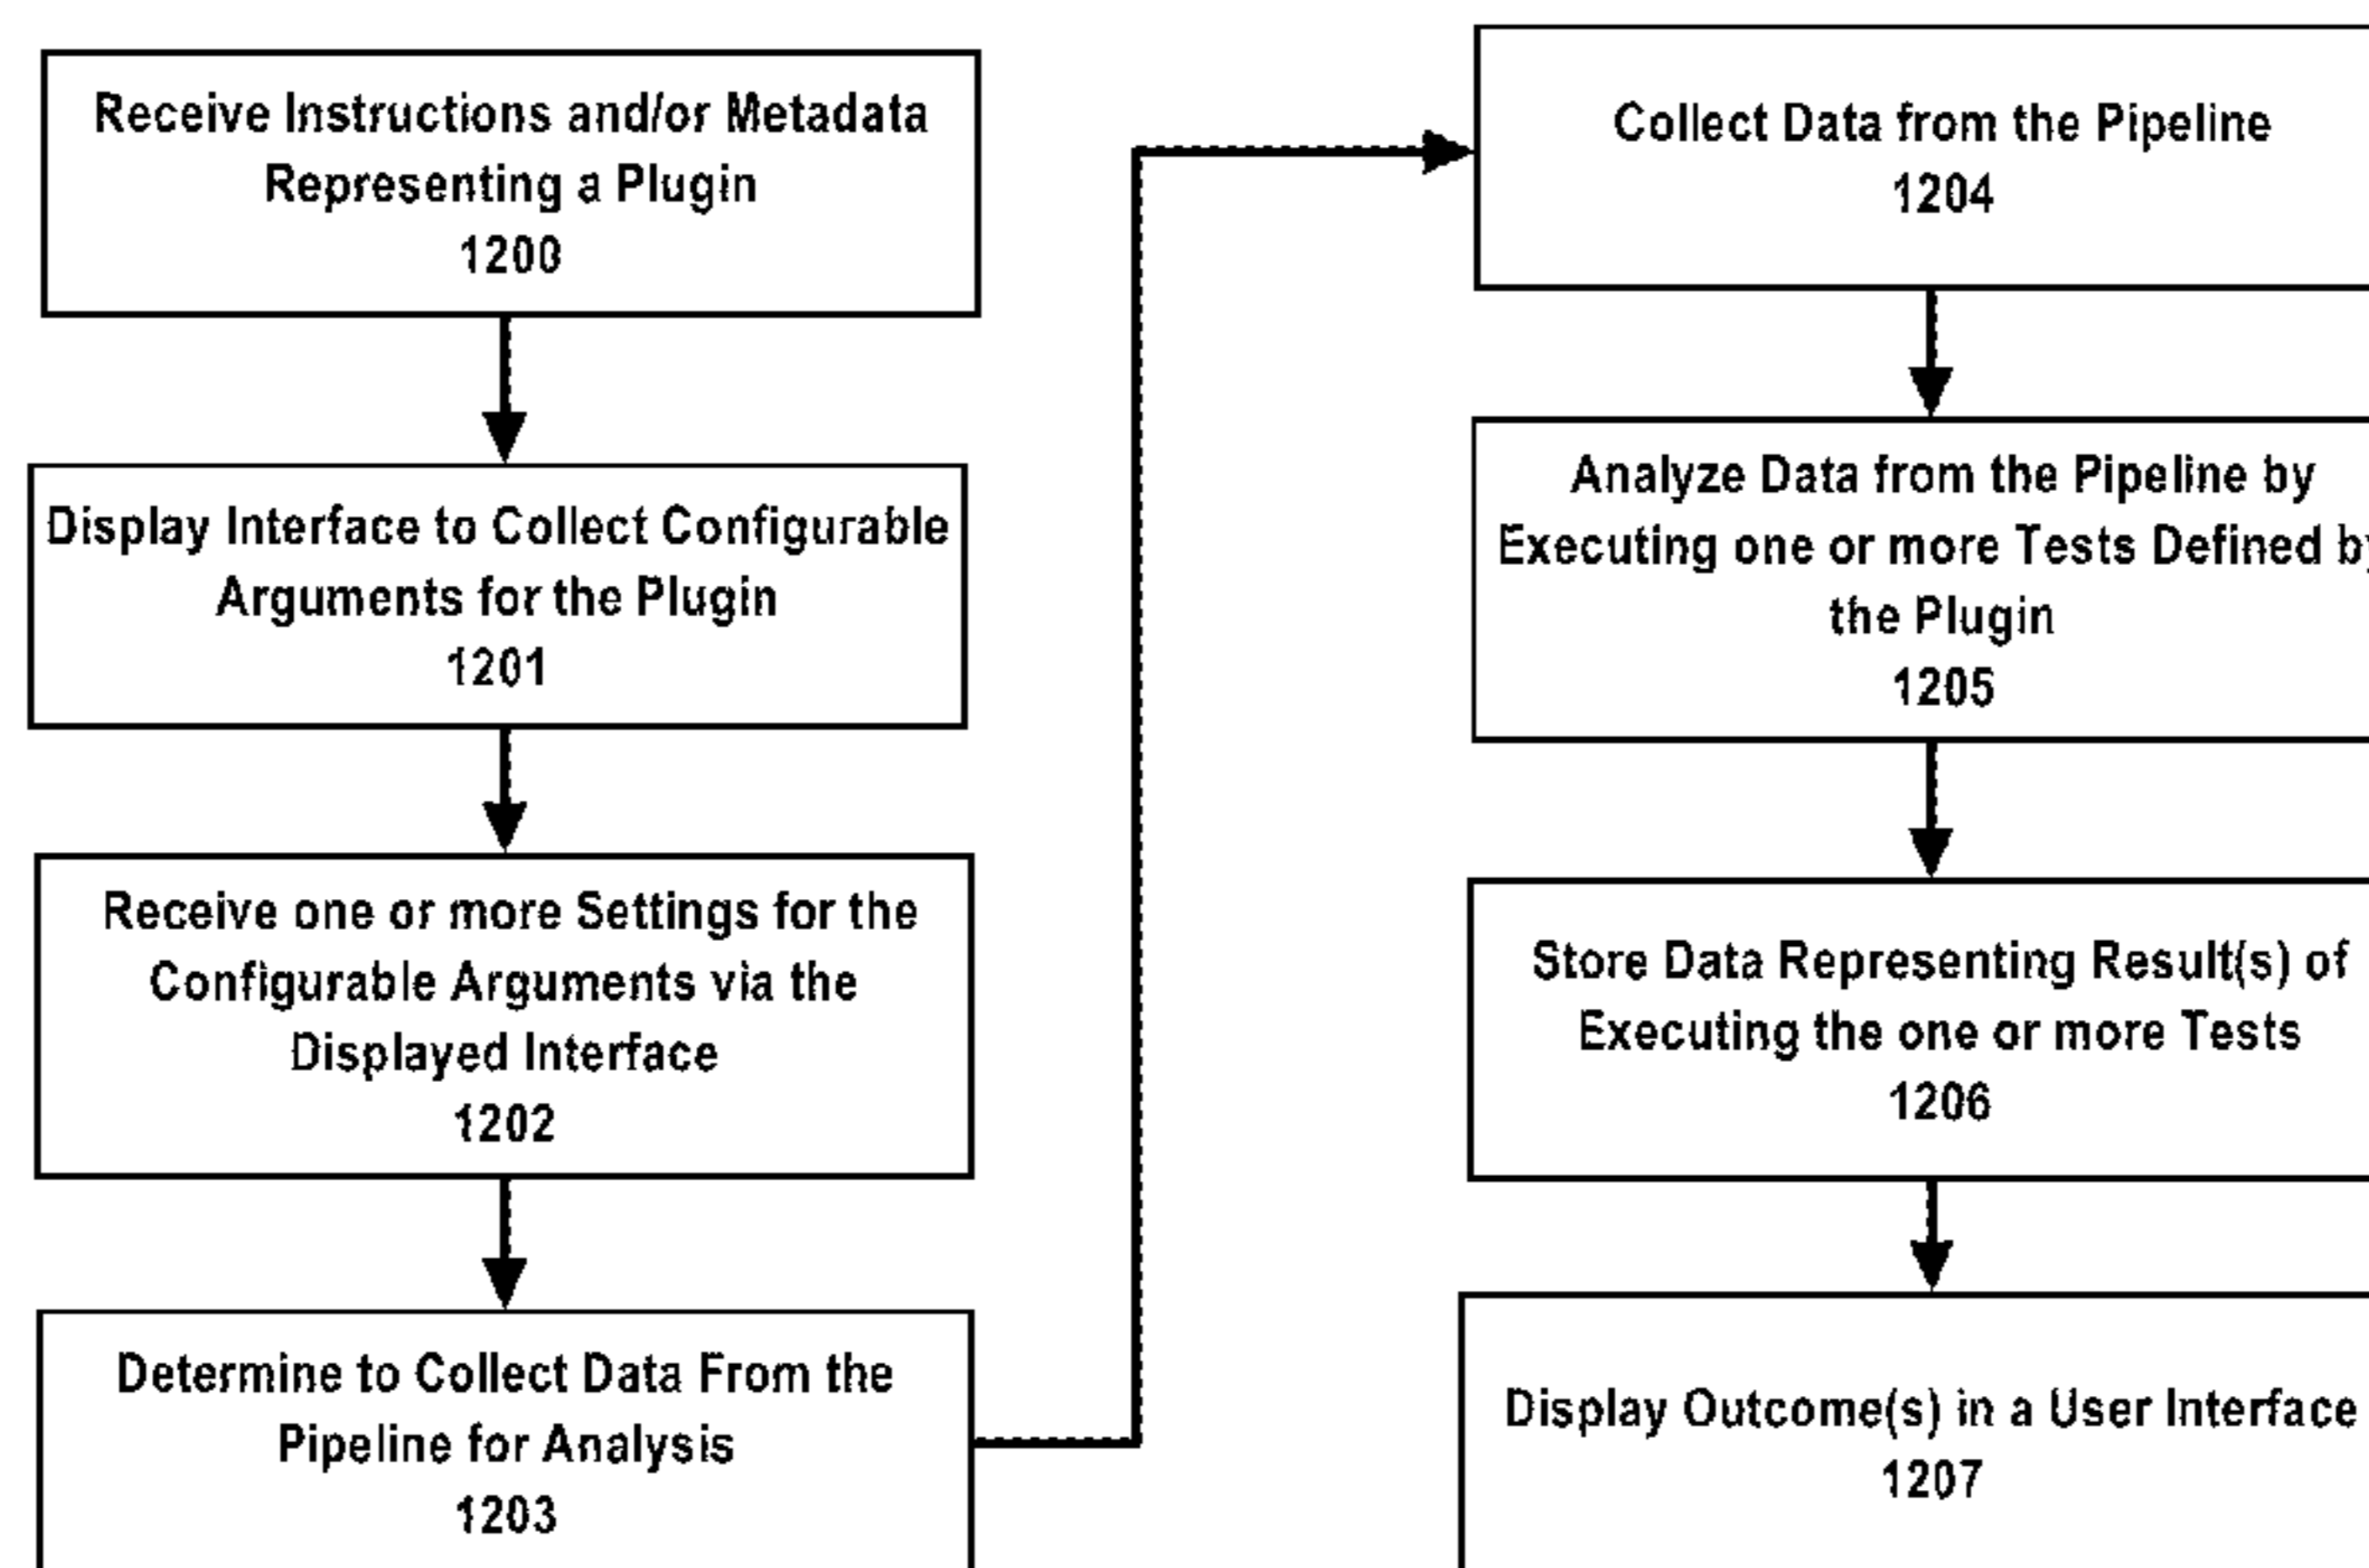 Receive Instructions and/or Metadata
Representing a Plugin
1200
Display Interface to Collect Configurable
Arguments for the Plugin
1201
Receive one or more Settings for the
Configurable Arguments via the
Displayed Interface
1202
Determine to Collect Data From the
Pipeline for Analysis
1203
Collect Data from the Pipeline
1204
Analyze Data from the Pipeline by
Executing one or more Tests Defined by
the Plugin
1205
Store Data Representing Result(s) of
Executing the one or more Tests
1206
Display Outcome(s) in a User Interface
1207